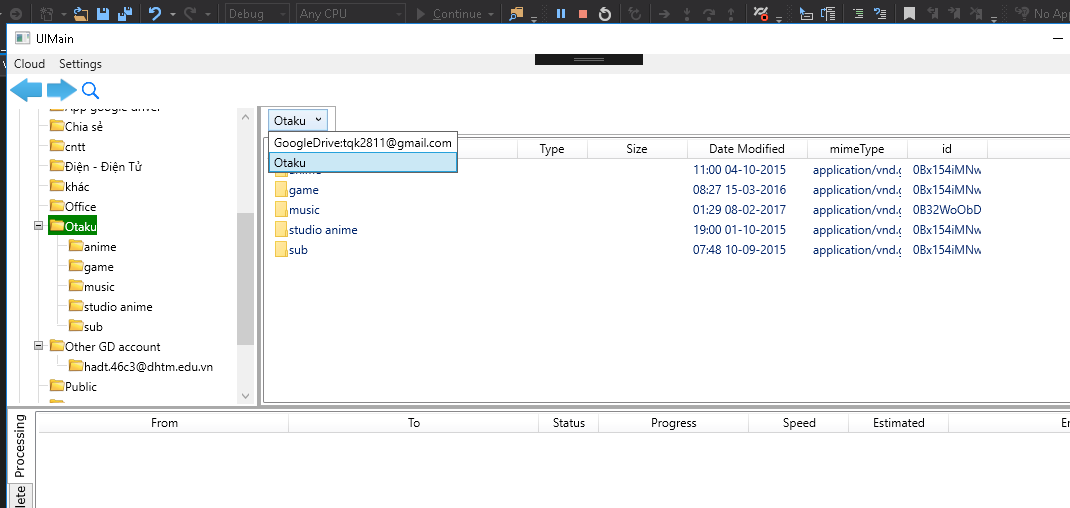 Debug Any CPU Continue No App
UIMain
Cloud Settings
App google driver
Chia sẻ
cntt
Điện - Điện Tử
khác
Office
Otaku
anime
game
music
studio anime
sub
Other GD account
hadt.46c3@dhtm.edu.vn
Public
Otaku
GoogleDrive:tqk2811@gmail.com
Otaku
Type Size Date Modified mimeType id
anime 11:00 04-10-2015 application/vnd.g 0Bx154iMNw
game 08:27 15-03-2016 application/vnd.g 0Bx154iMNw
music 01:29 08-02-2017 application/vnd.g 0B32WoObD
studio anime 19:00 01-10-2015 application/vnd.g 0Bx154iMNw
sub 07:48 10-09-2015 application/vnd.g 0Bx154iMNw
Processing
lete
From To Status Progress Speed Estimated Er